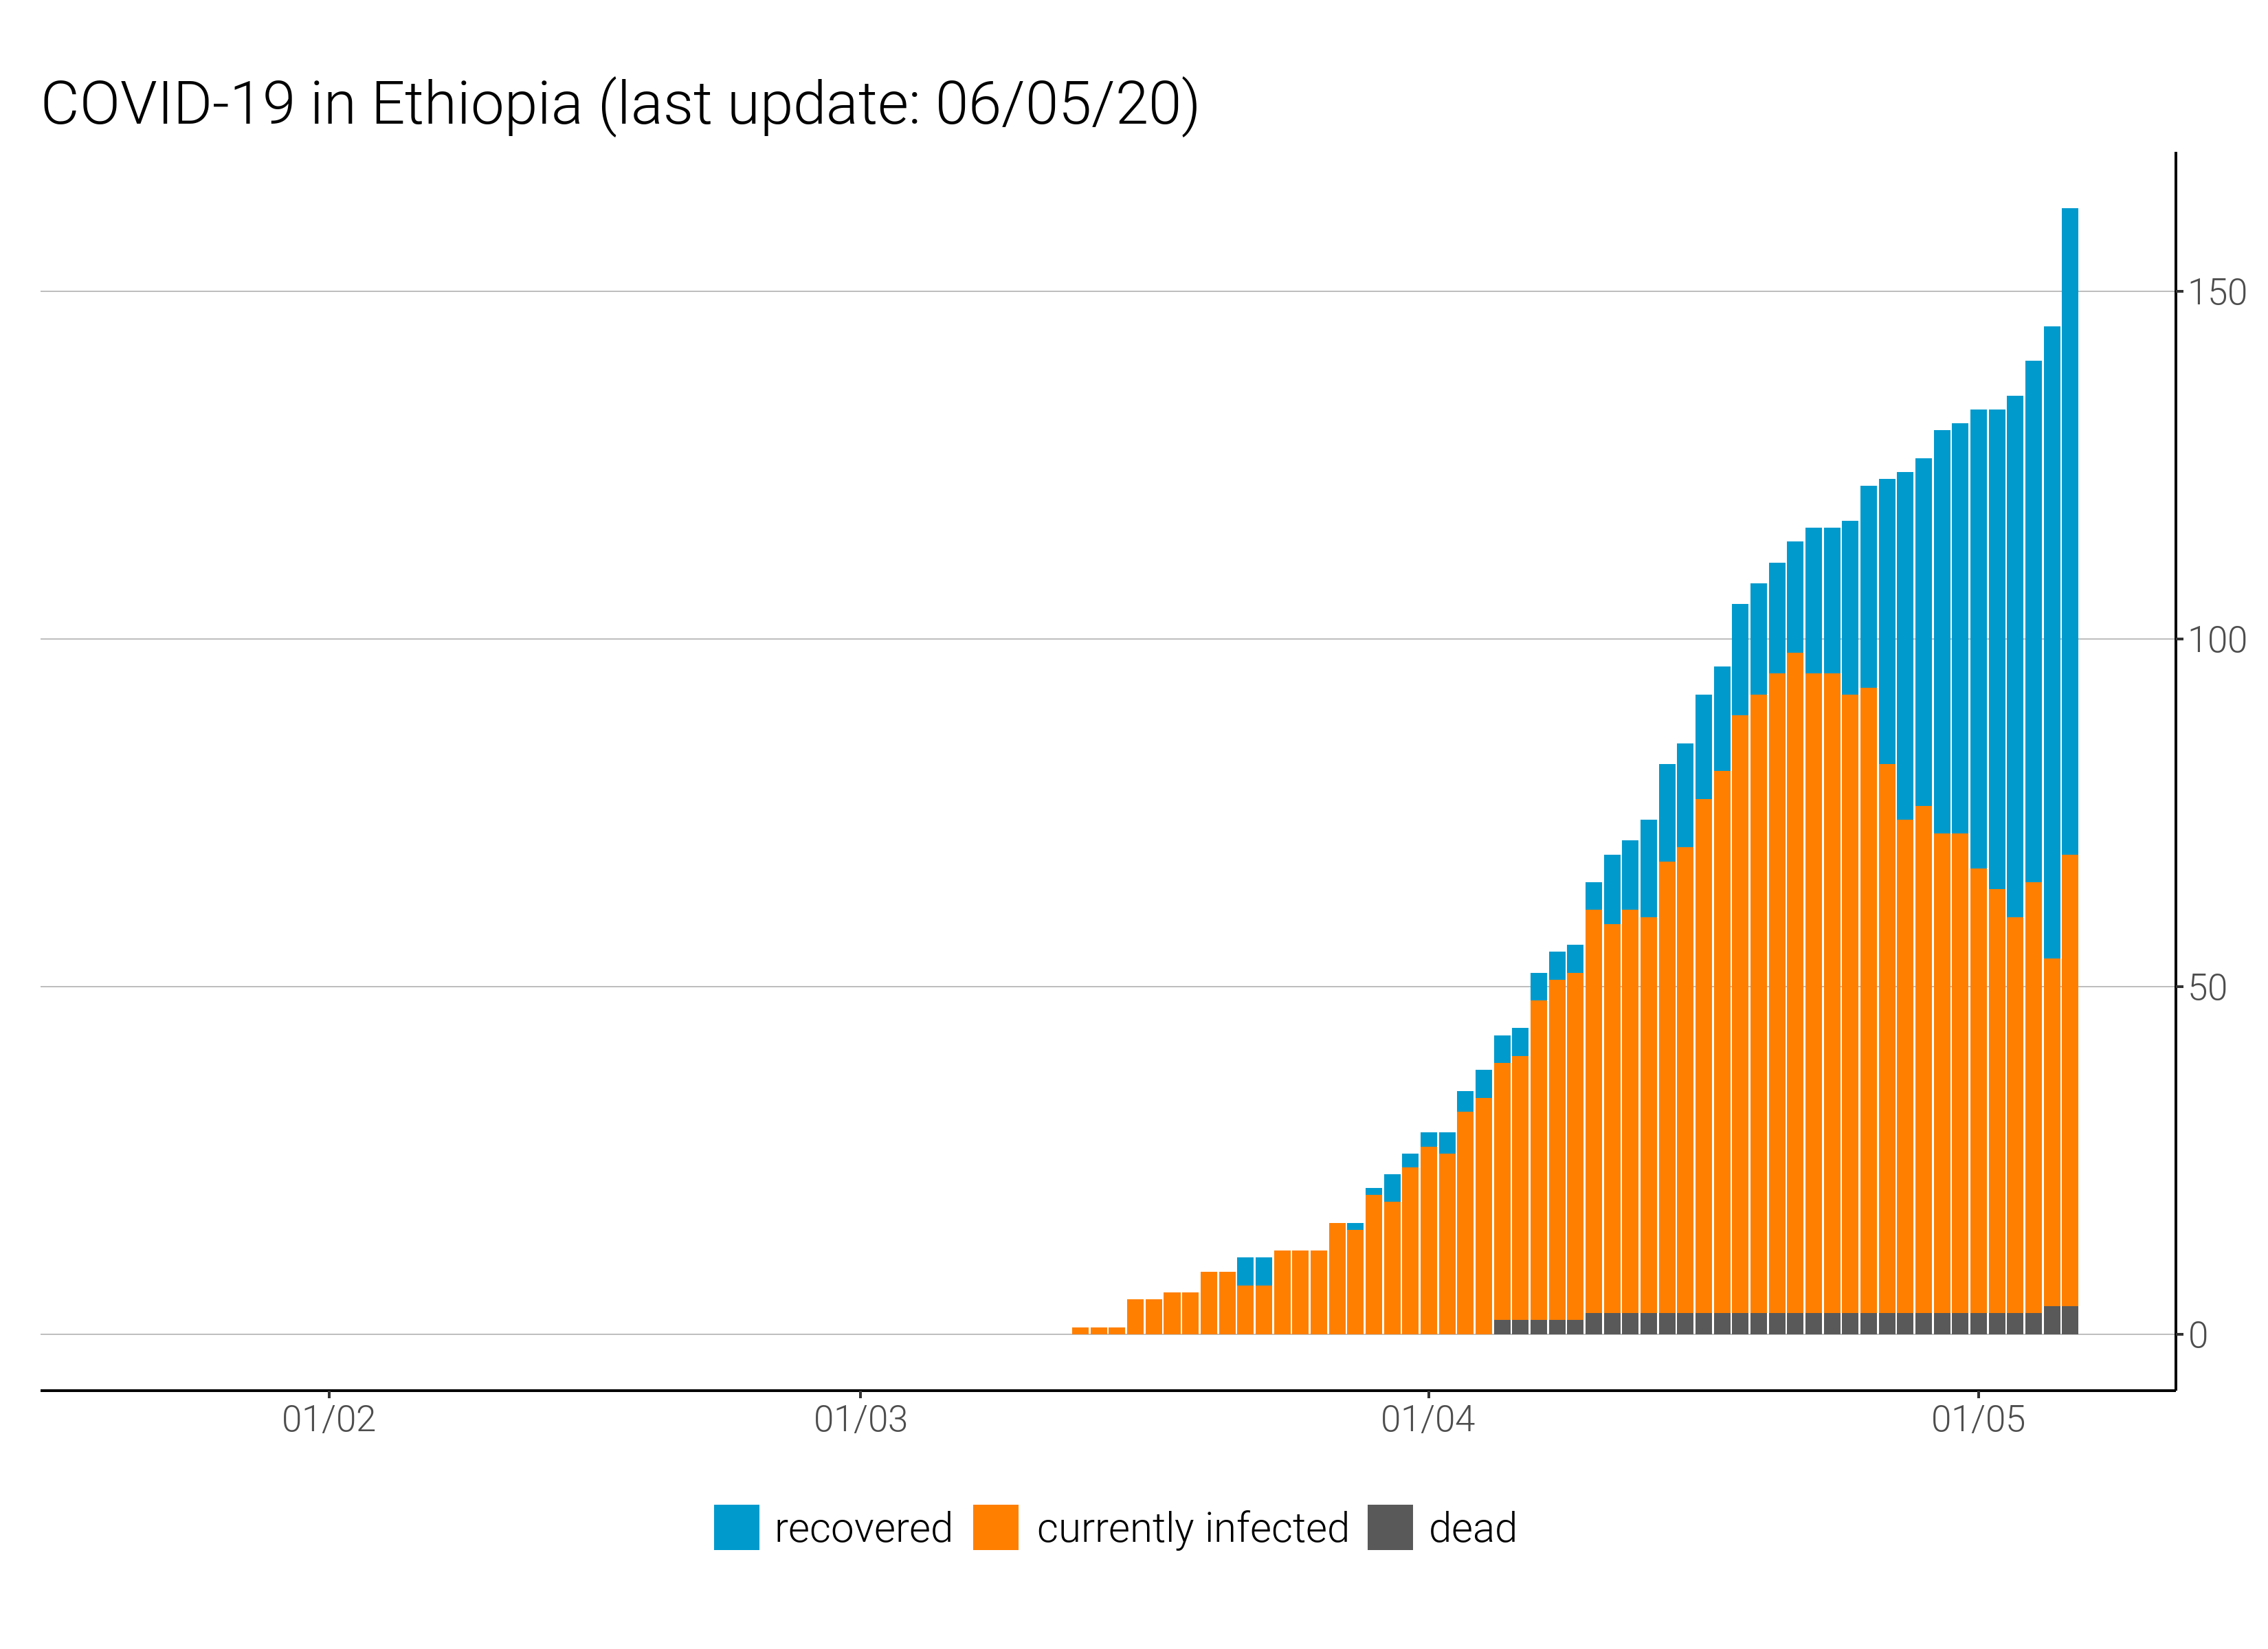 COVID-19 in Ethiopia (last update: 06/05/20)
150
100
50
0
01/02 01/03 01/04 01/05
recovered currently infected dead